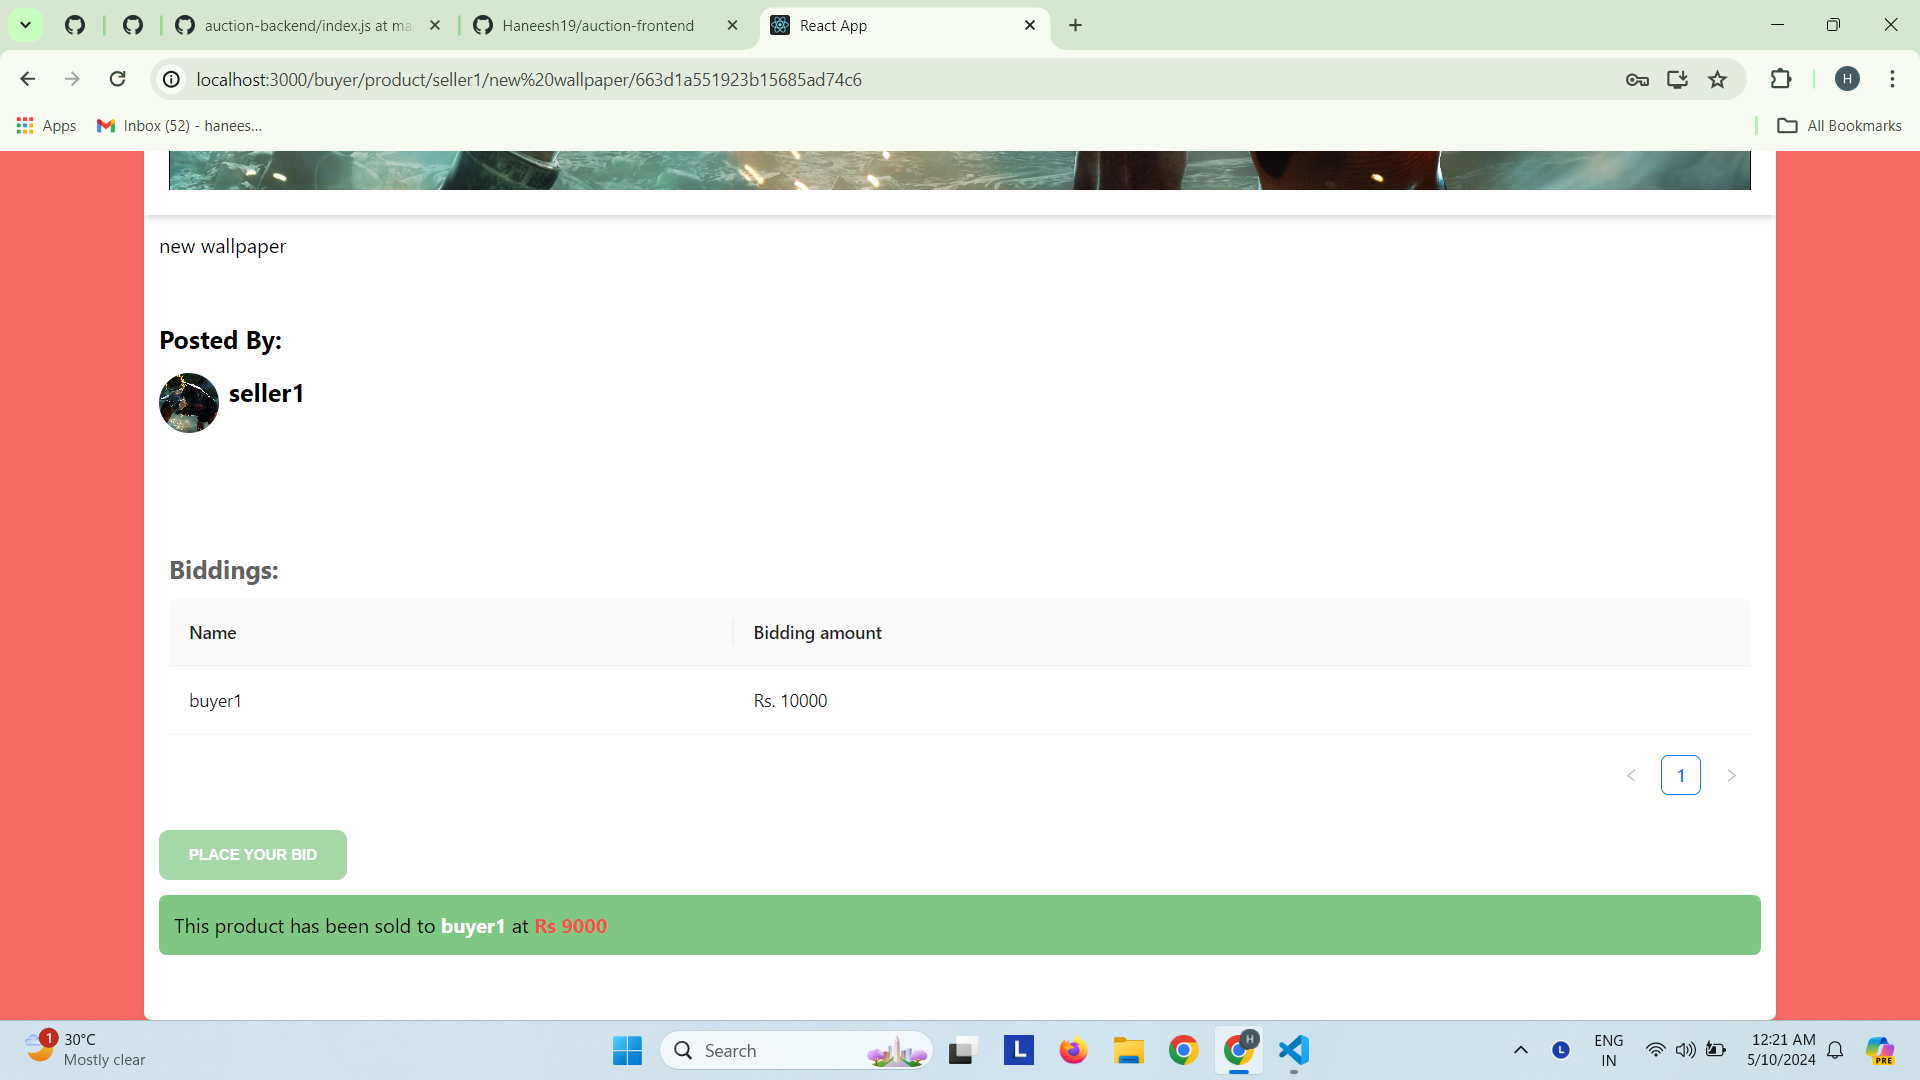 auction-backend/index.js at ma
Haneesh19/auction-frontend
React App
localhost:3000/buyer/product/seller1/new%20wallpaper/663d1a551923b15685ad74c6
H
Apps
Inbox (52) - hanees...
All Bookmarks
new wallpaper
Posted By:
seller1
Biddings:
Name Bidding amount
buyer1 Rs. 10000
1
PLACE YOUR BID
This product has been sold to buyer1 at Rs 9000
1
30°C
Mostly clear
Search
L
H
L
ENG
IN
12:21 AM
5/10/2024
PRE